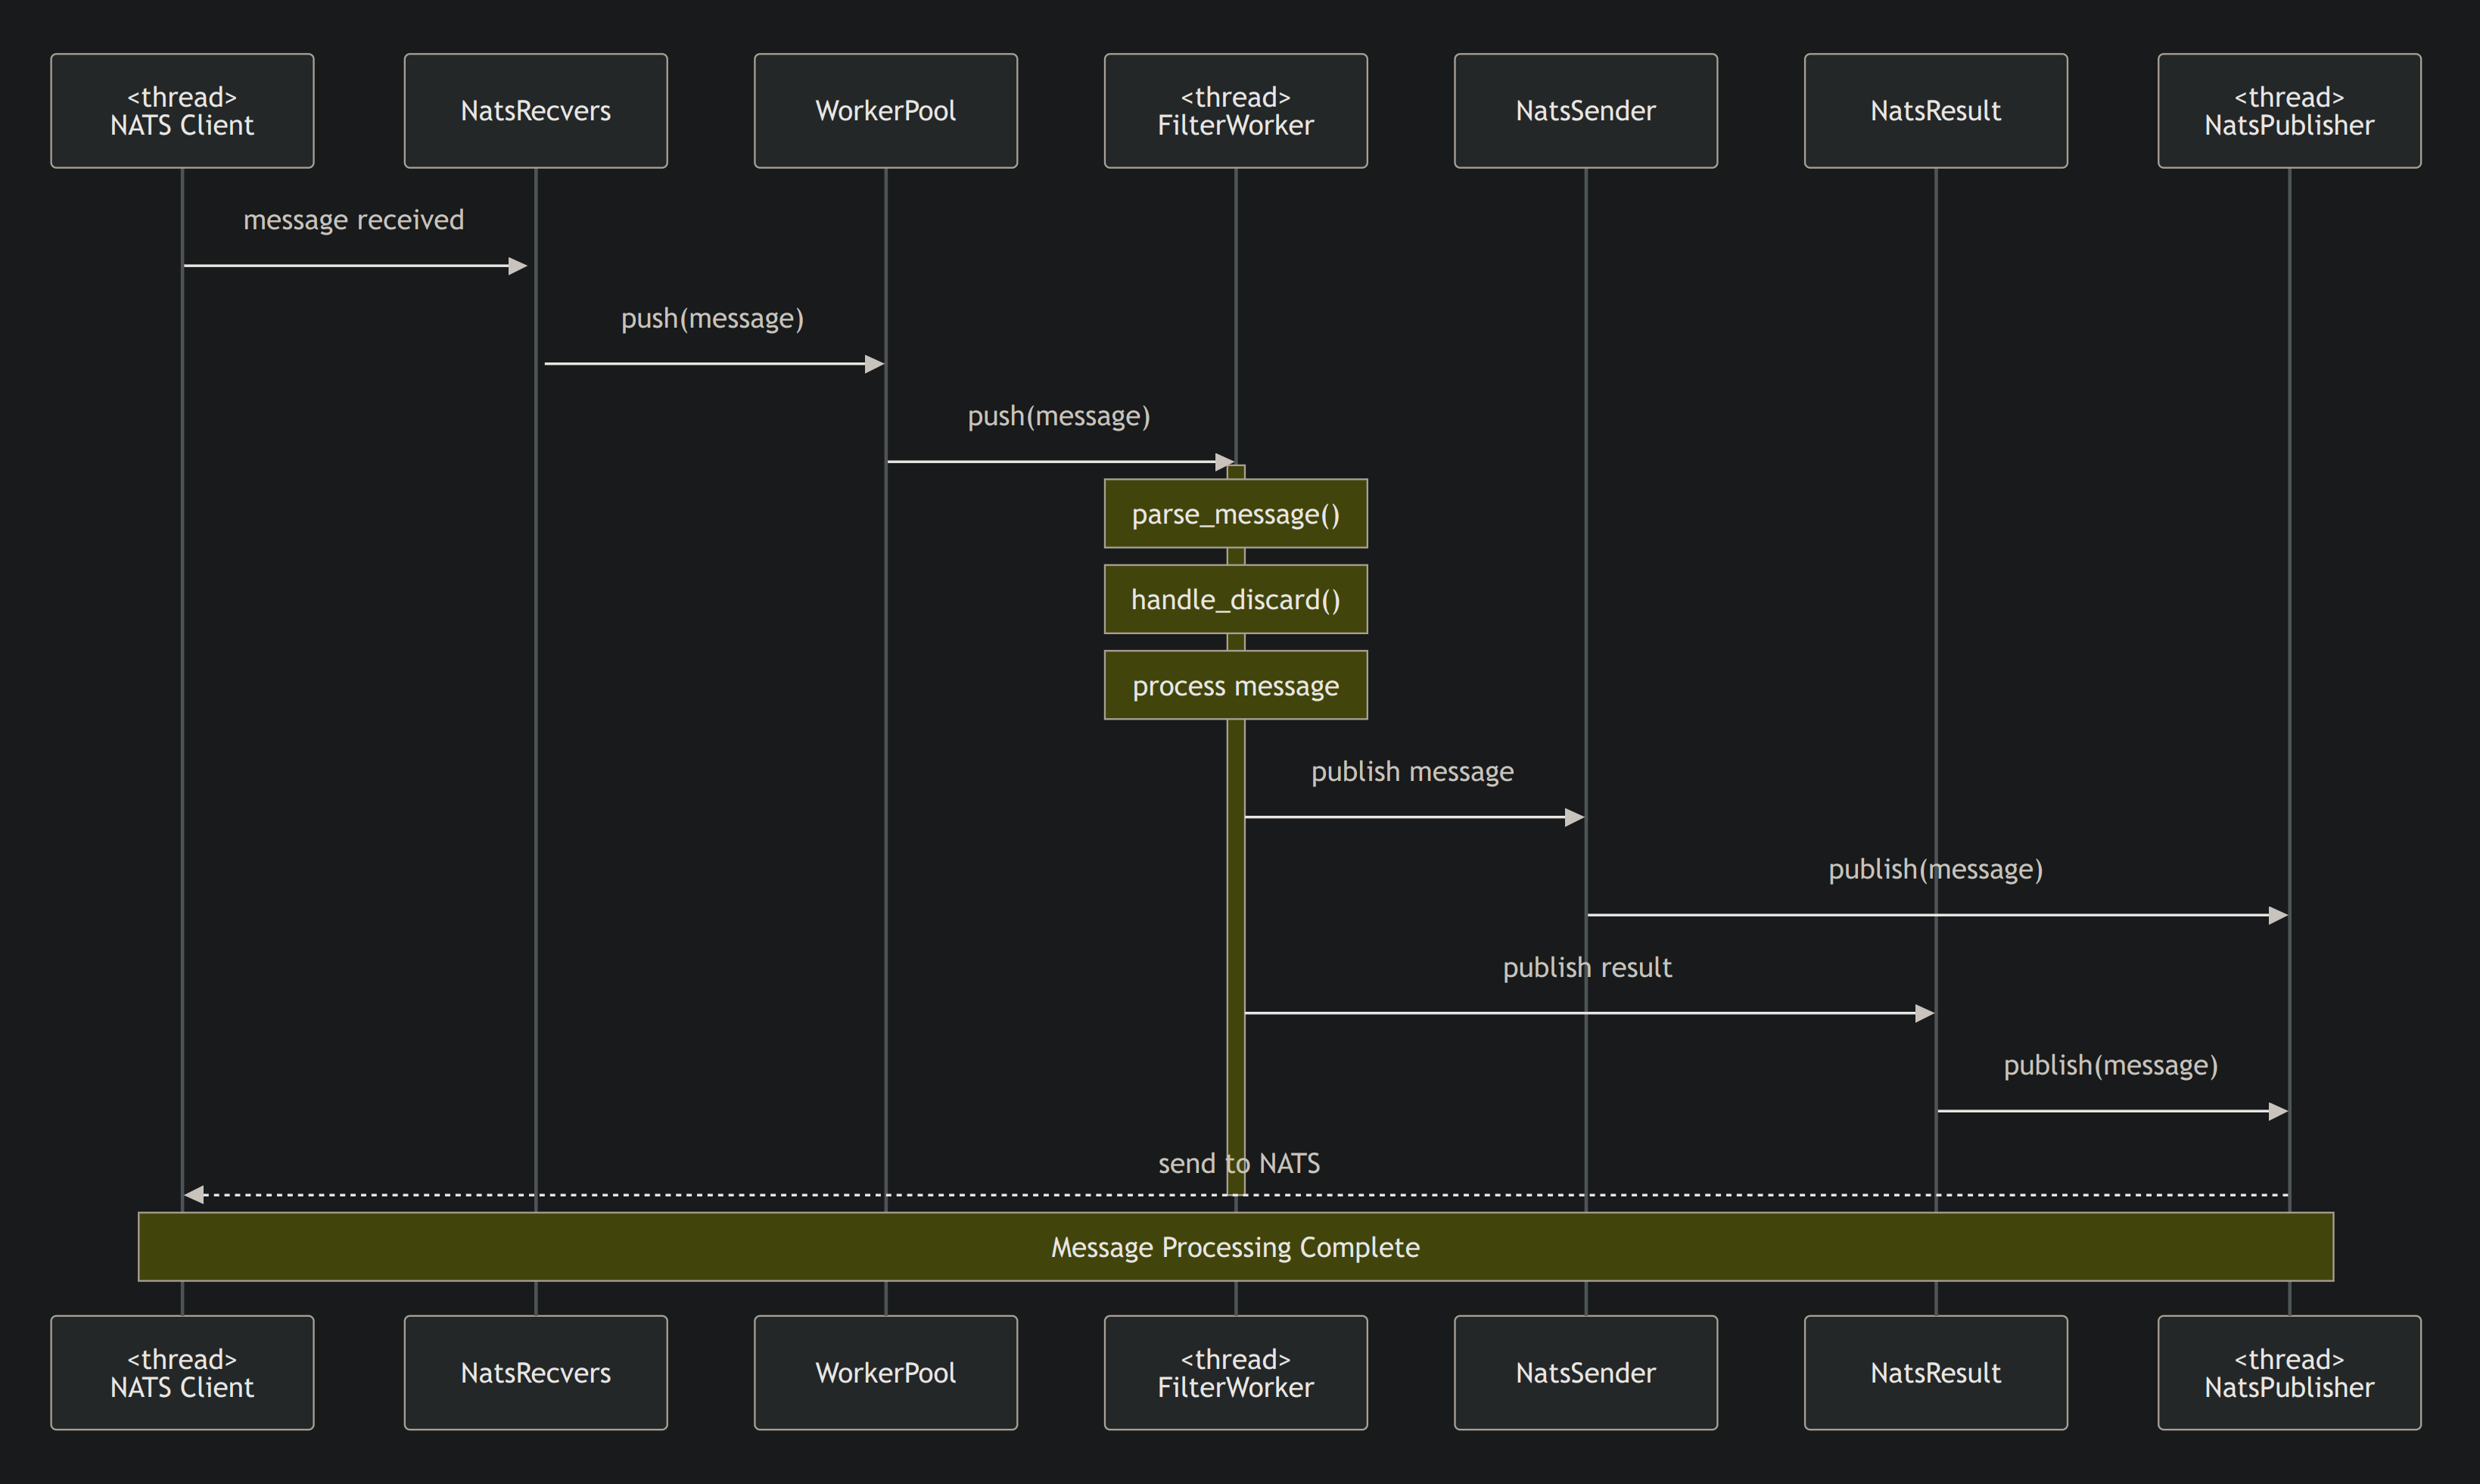 <thread>
NATS Client
NatsRecvers
WorkerPool
<thread>
FilterWorker
NatsSender
NatsResult
<thread>
NatsPublisher
message received
push(message)
push(message)
parse_message()
handle_discard()
process message
publish message
publish(message)
publish result
publish(message)
send to NATS
Message Processing Complete
<thread>
NATS Client
NatsRecvers
WorkerPool
<thread>
FilterWorker
NatsSender
NatsResult
<thread>
NatsPublisher